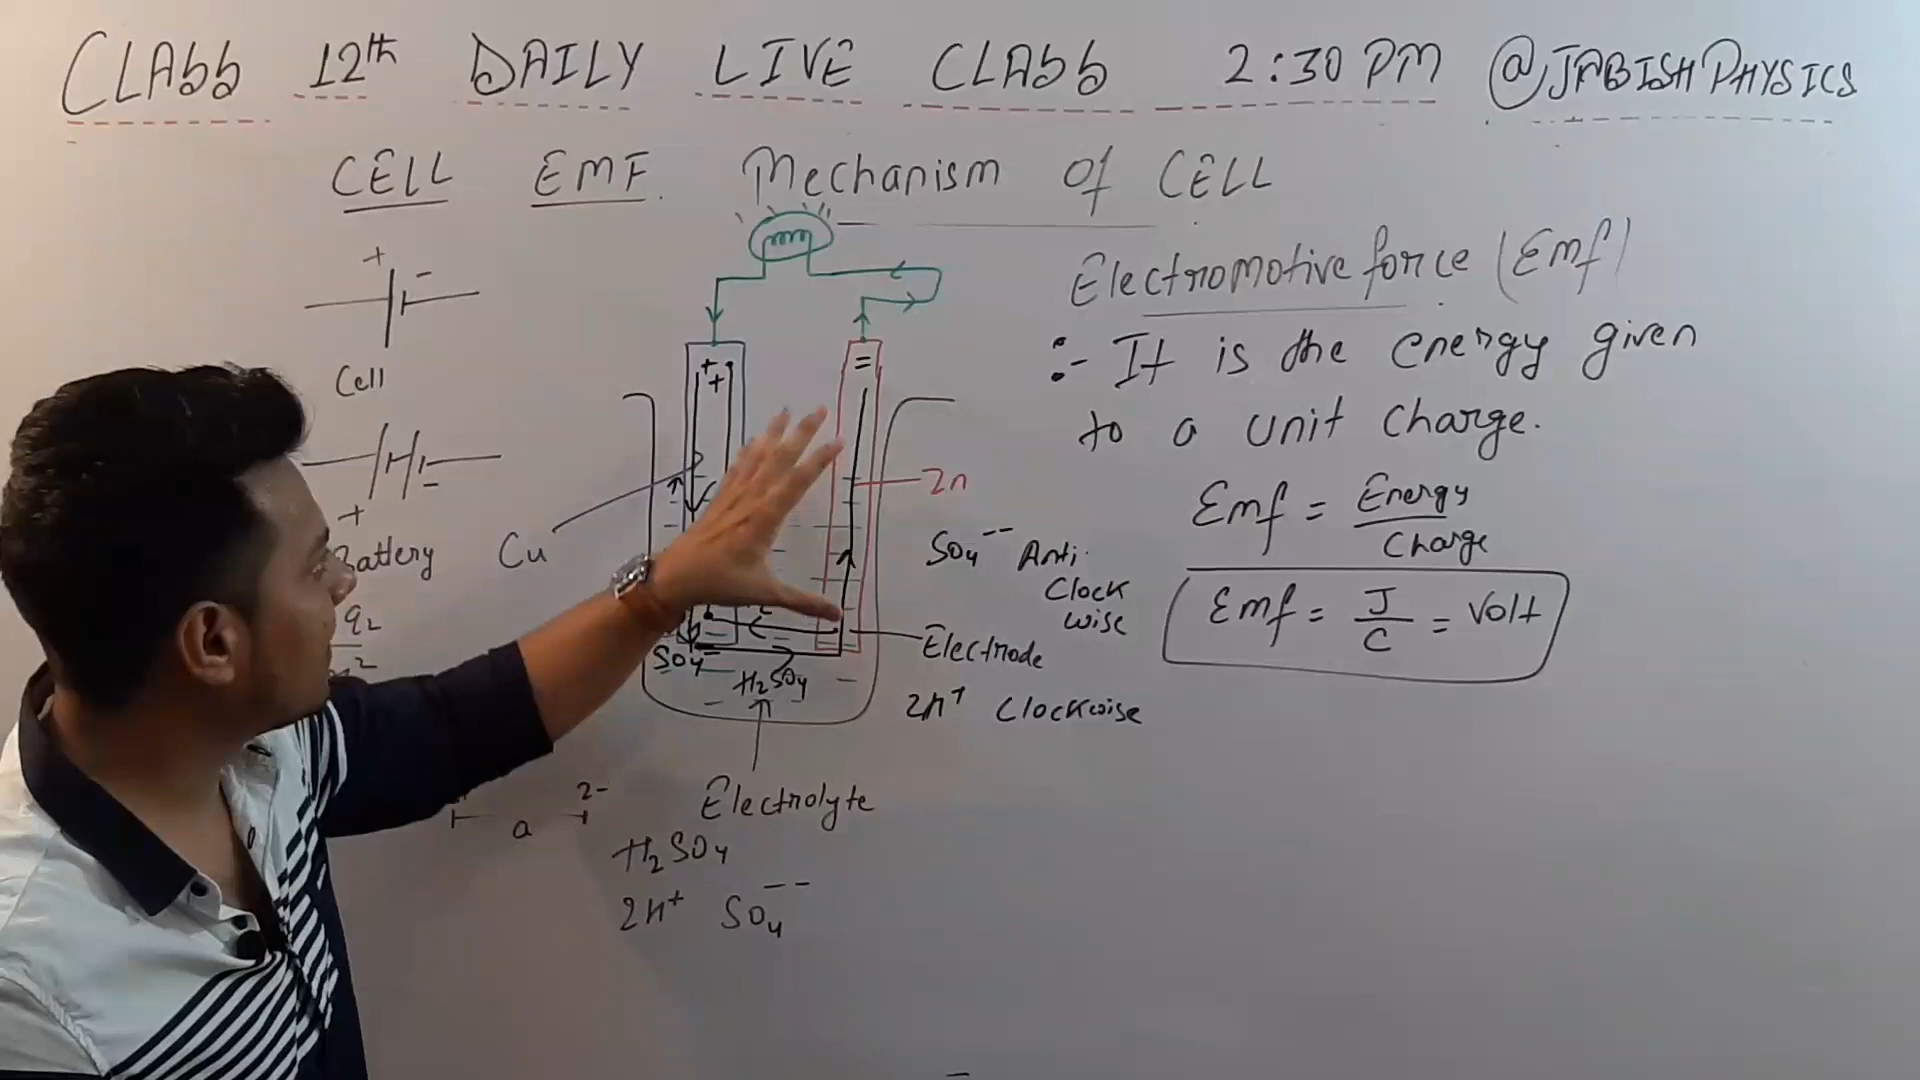 CLASS 12th DAILY LIVE CLASS 2:30 PM @JABISHPHYSICS
CELL EMF Mechanism Of CELL
+ -
Cell
+ -
Battery
q2
Cu
++
=
Zn
SO4-- Anti
Clock
wise
Electrode
SO4--
H2SO4
2H+ Clockwise
Electrolyte
2-
a
H2SO4
2H+ SO4--
Electromotive force (Emf)
:- It is the energy given
to a unit charge.
Emf = Energy
Charge
Emf = J/C = Volt